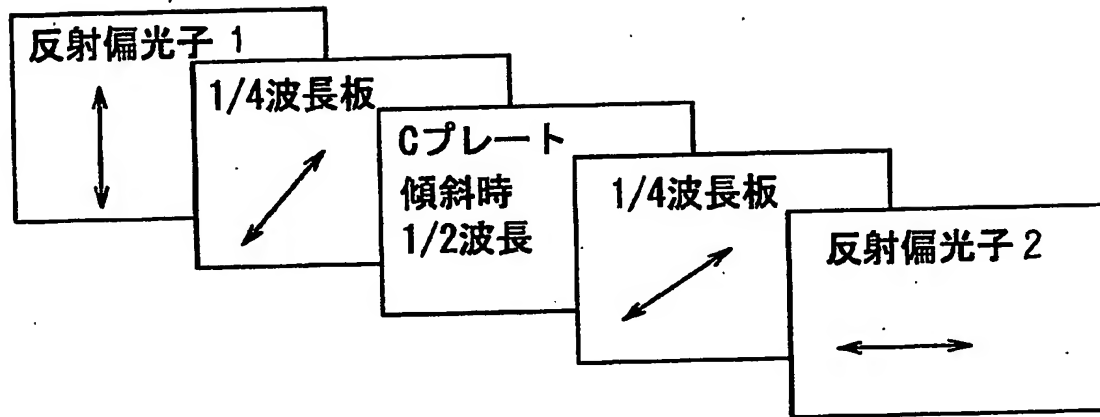 反射偏光子 1
1/4波長板
Cプレート
傾斜時
1/2波長
1/4波長板
反射偏光子 2